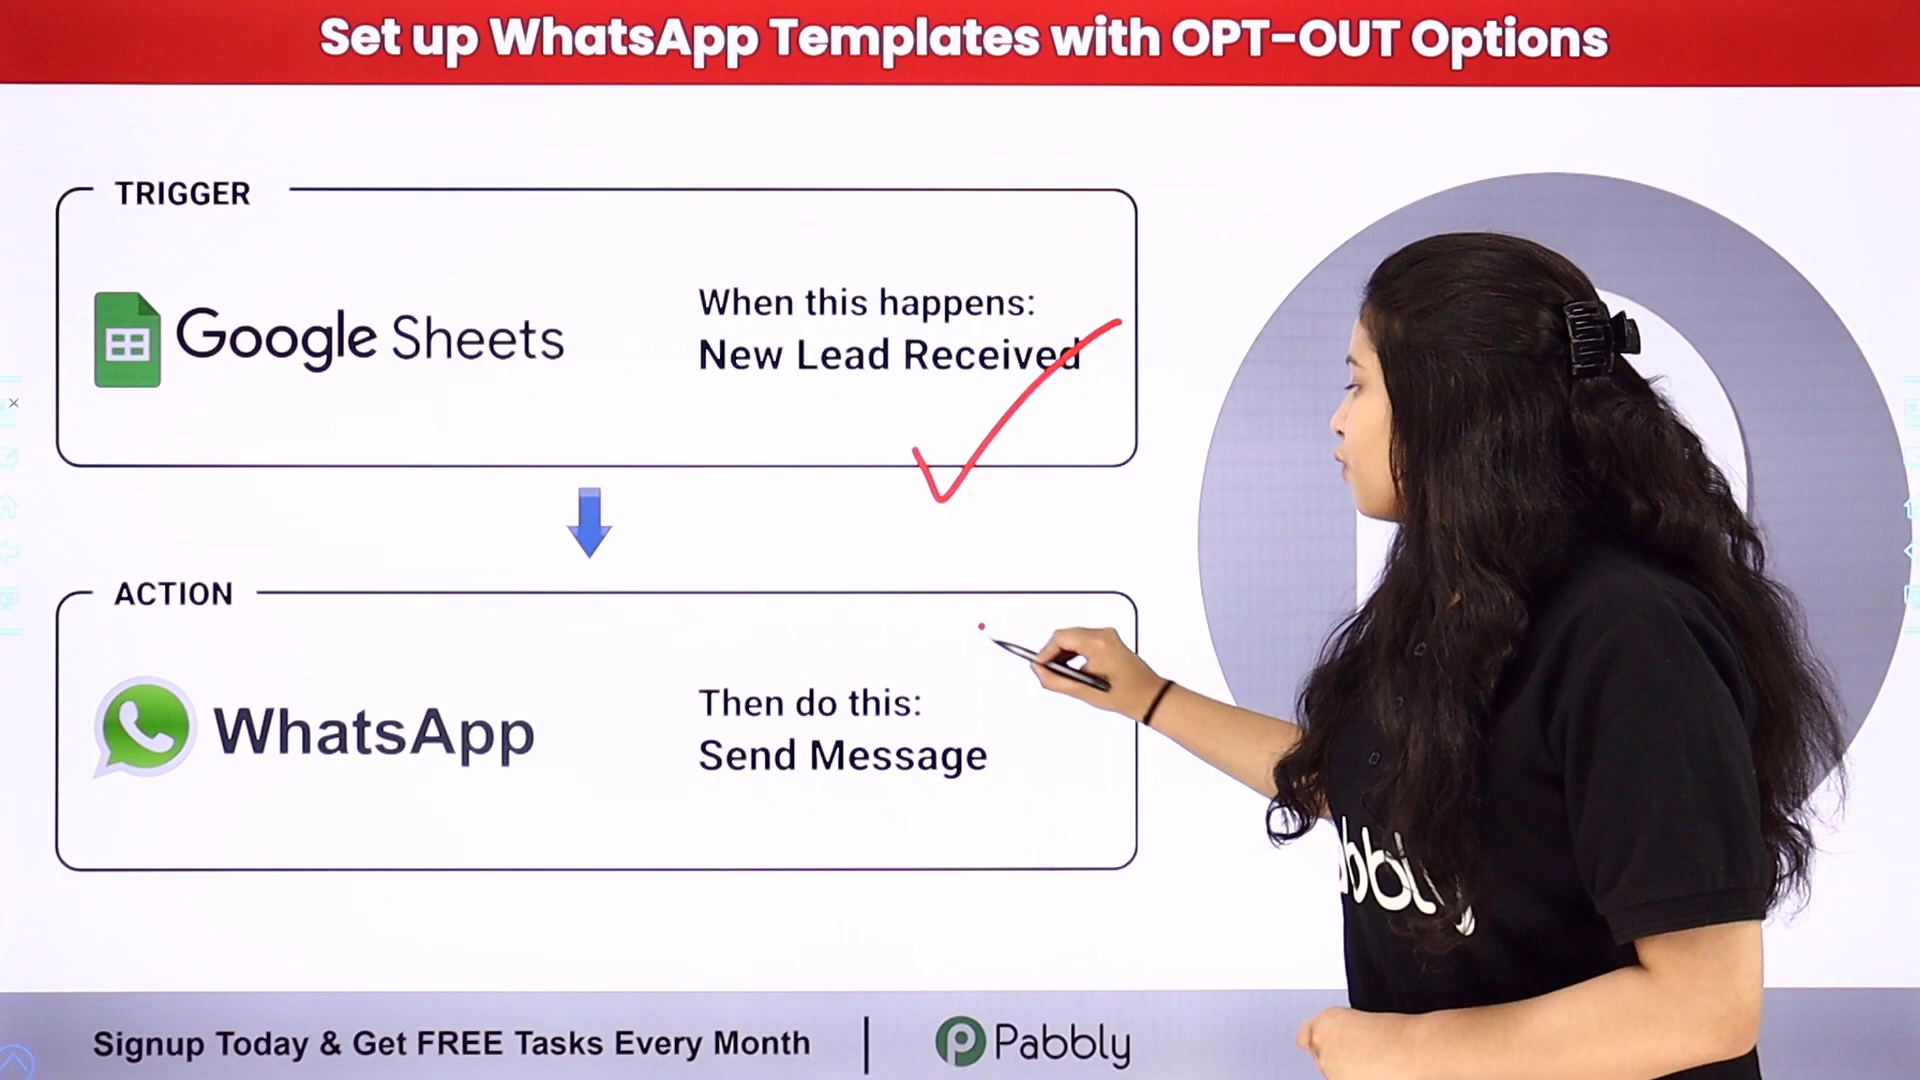 Set up WhatsApp Templates with OPT-OUT Options
TRIGGER
Google Sheets
When this happens:
New Lead Received
ACTION
WhatsApp
Then do this:
Send Message
Signup Today & Get FREE Tasks Every Month
Pabbly